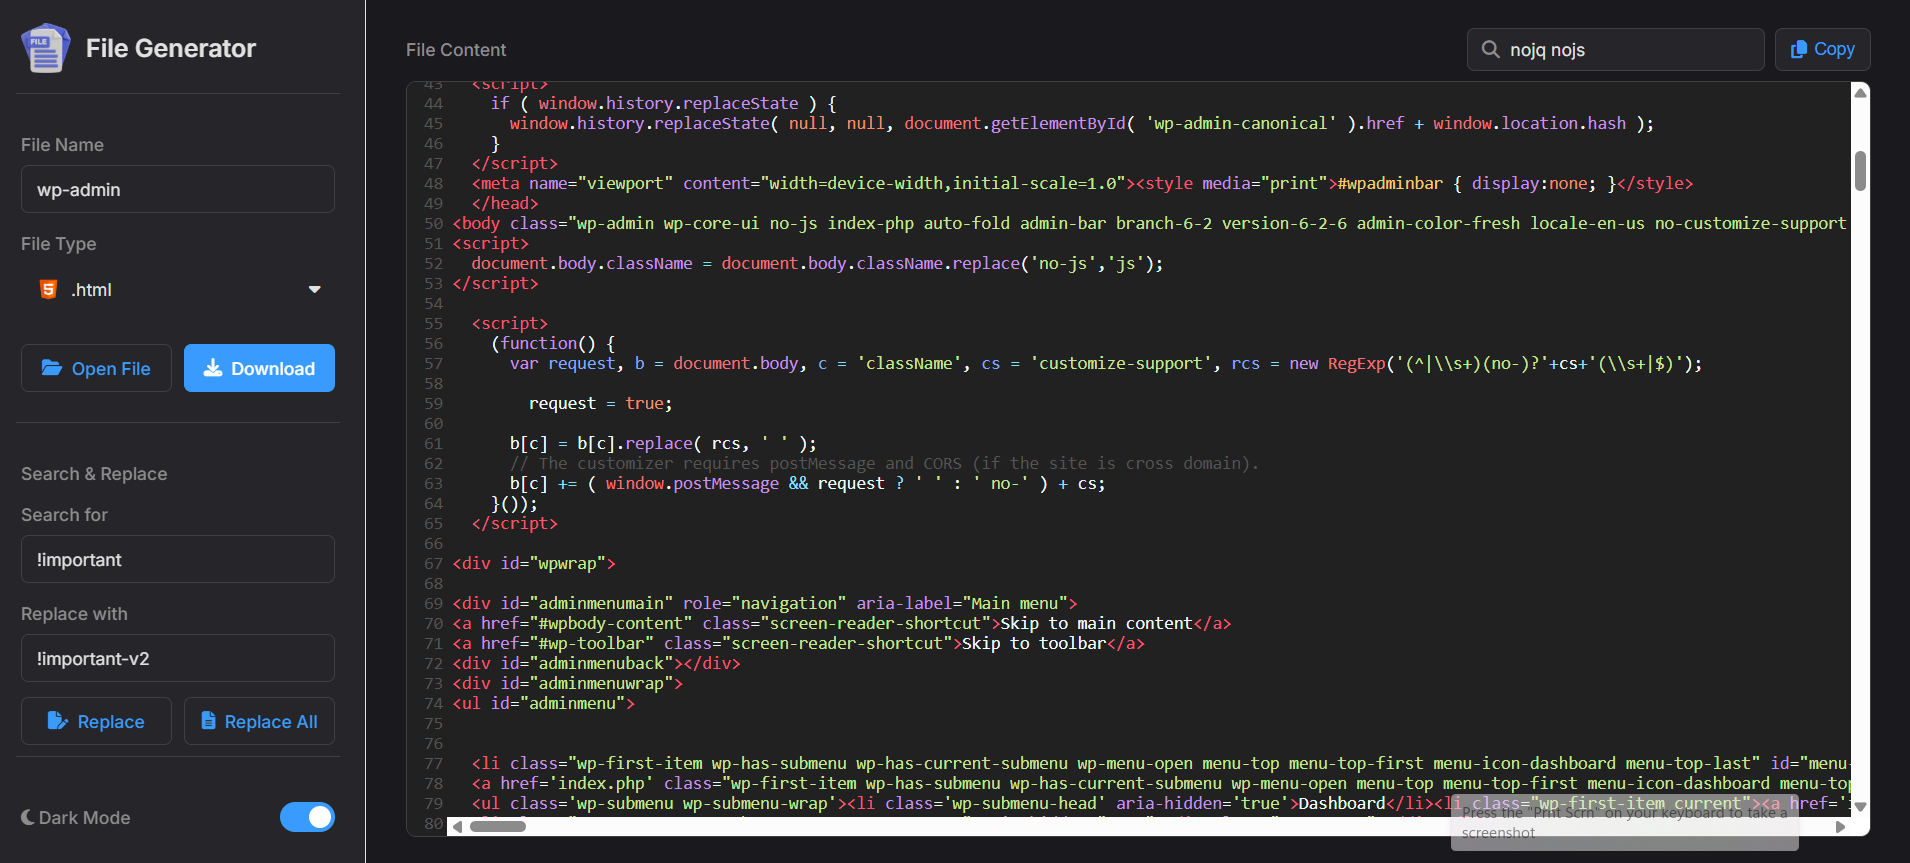 File Generator
File Name
wp-admin
File Type
.html
Open File
Download
Search & Replace
Search for
!important
Replace with
!important-v2
Replace
Replace All
Dark Mode
File Content
nojq nojs
Copy
43 <script>
44 if ( window.history.replaceState ) {
45 window.history.replaceState( null, null, document.getElementById( 'wp-admin-canonical' ).href + window.location.hash );
46 }
47 </script>
48 <meta name="viewport" content="width=device-width,initial-scale=1.0"><style media="print">#wpadminbar { display:none; }</style>
49 </head>
50 <body class="wp-admin wp-core-ui no-js index-php auto-fold admin-bar branch-6-2 version-6-2-6 admin-color-fresh locale-en-us no-customize-support
51 <script>
52 document.body.className = document.body.className.replace('no-js','js');
53 </script>
54
55 <script>
56 (function() {
57 var request, b = document.body, c = 'className', cs = 'customize-support', rcs = new RegExp('(^|\\s+)(no-)?'+cs+'(\\s+|$)');
58
59 request = true;
60
61 b[c] = b[c].replace( rcs, ' ' );
62 // The customizer requires postMessage and CORS (if the site is cross domain).
63 b[c] += ( window.postMessage && request ? ' ' : ' no-' ) + cs;
64 }());
65 </script>
66
67 <div id="wpwrap">
68
69 <div id="adminmenumain" role="navigation" aria-label="Main menu">
70 <a href="#wpbody-content" class="screen-reader-shortcut">Skip to main content</a>
71 <a href="#wp-toolbar" class="screen-reader-shortcut">Skip to toolbar</a>
72 <div id="adminmenuback"></div>
73 <div id="adminmenuwrap">
74 <ul id="adminmenu">
75
76
77 <li class="wp-first-item wp-has-submenu wp-has-current-submenu wp-menu-open menu-top menu-top-first menu-icon-dashboard menu-top-last" id="menu-
78 <a href='index.php' class="wp-first-item wp-has-submenu wp-has-current-submenu wp-menu-open menu-top menu-top-first menu-icon-dashboard menu-top
79 <ul class='wp-submenu wp-submenu-wrap'><li class='wp-submenu-head' aria-hidden='true'>Dashboard</li><li class="wp-first-item current"><a href='i
80
Press the "Prnt Scrn" on your keyboard to take a
screenshot